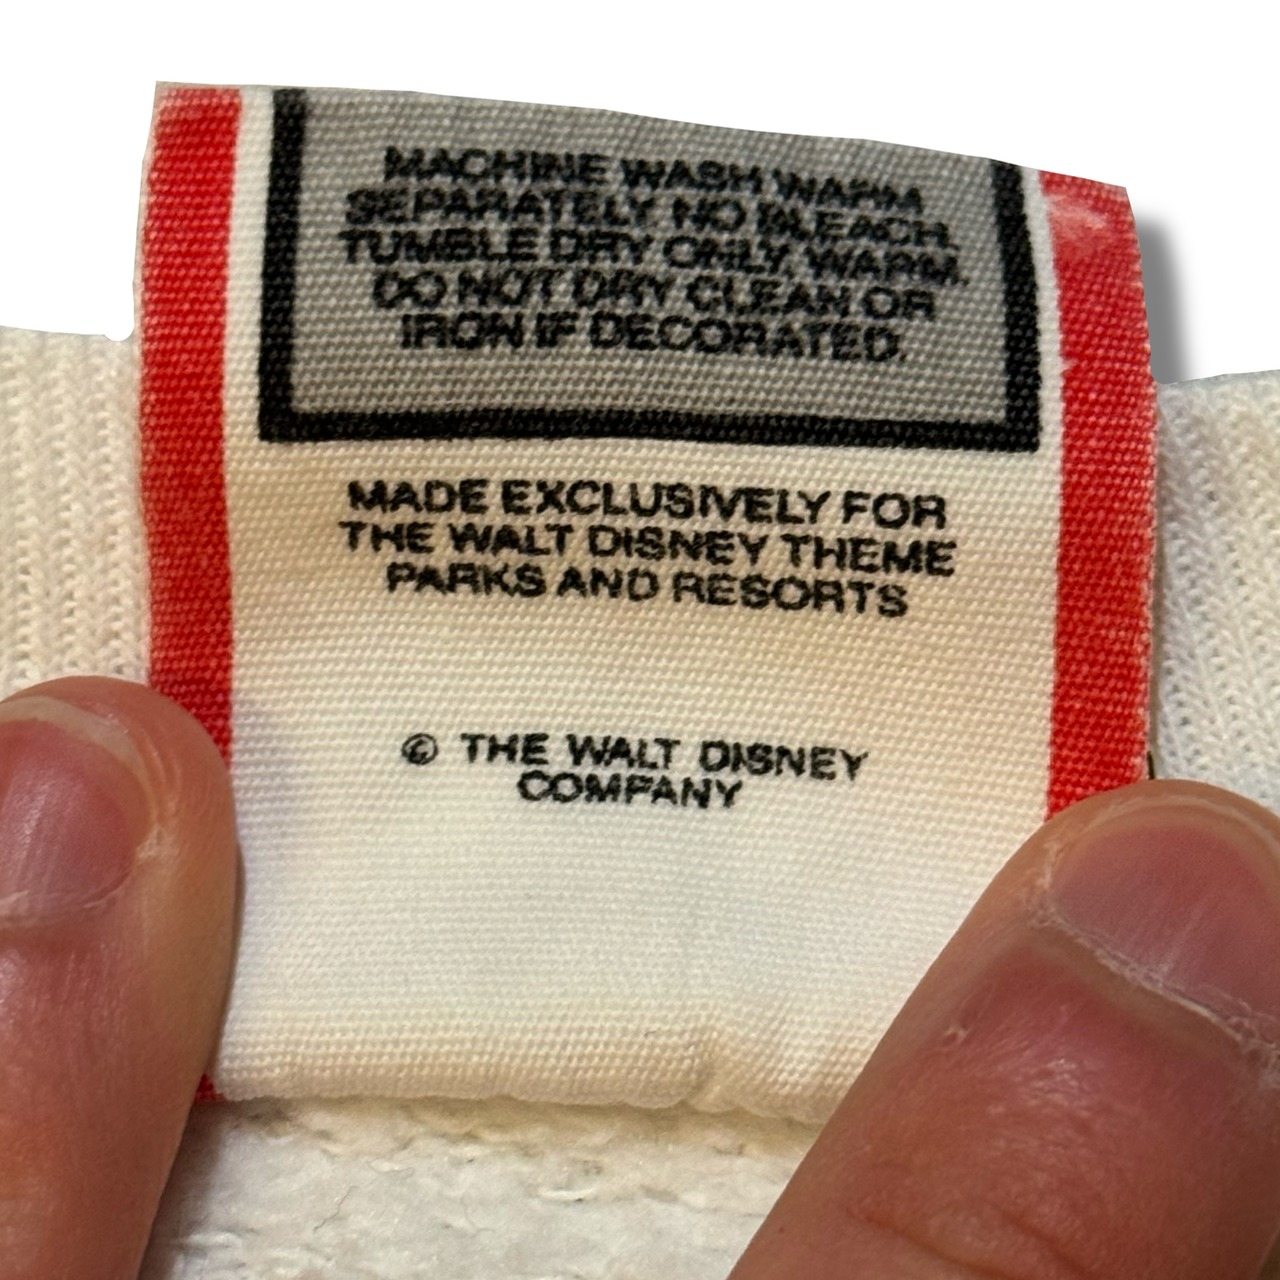 MACHINE WASH WARM
SEPARATELY. NO BLEACH.
TUMBLE DRY ONLY, WARM.
DO NOT DRY CLEAN OR
IRON IF DECORATED.
MADE EXCLUSIVELY FOR
THE WALT DISNEY THEME
PARKS AND RESORTS
© THE WALT DISNEY
COMPANY